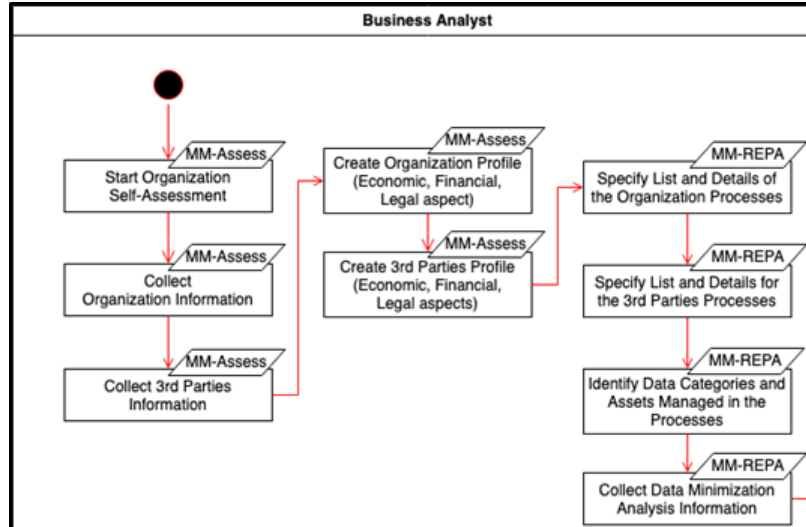 Business Analyst
MM-Assess
Start Organization
Self-Assessment
MM-Assess
Collect
Organization Information
MM-Assess
Collect 3rd Parties
Information
MM-Assess
Create Organization Profile
(Economic, Financial,
Legal aspect)
MM-Assess
Create 3rd Parties Profile
(Economic, Financial,
Legal aspects)
MM-REPA
Specify List and Details of
the Organization Processes
MM-REPA
Specify List and Details for
the 3rd Parties Processes
MM-REPA
Identify Data Categories and
Assets Managed in the
Processes
MM-REPA
Collect Data Minimization
Analysis Information